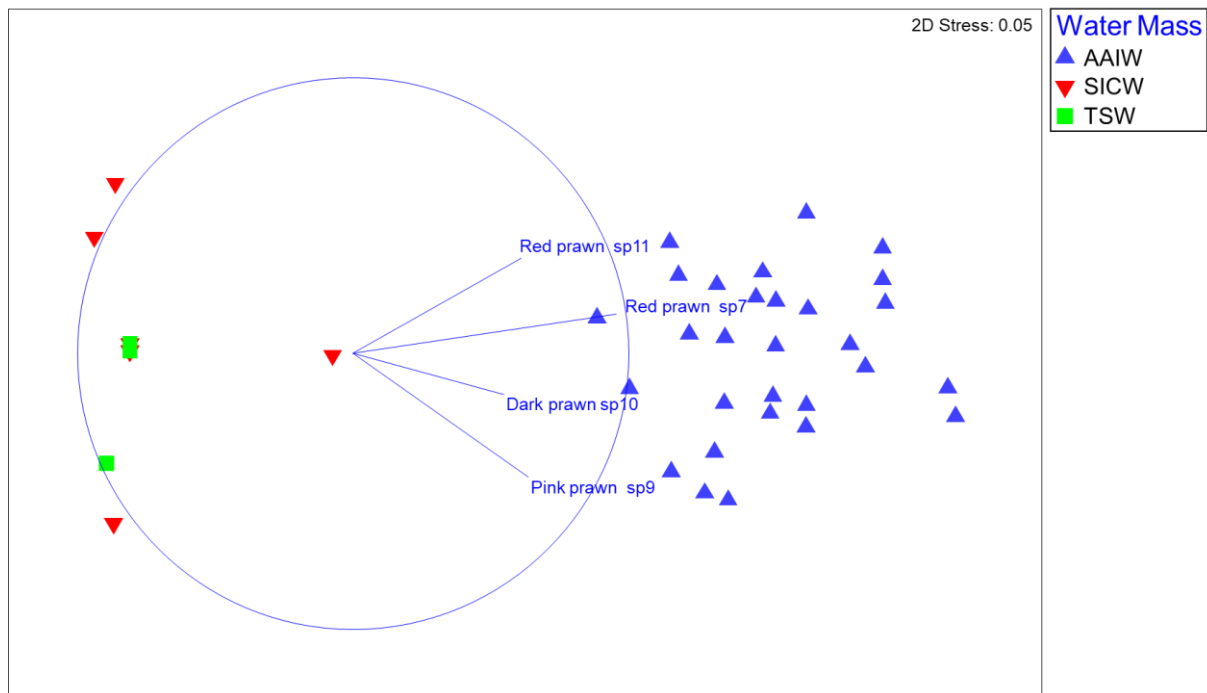 2D Stress: 0.05
Water Mass
AAIW
SICW
TSW
Red prawn sp11
Red prawn sp7
Dark prawn sp10
Pink prawn sp9